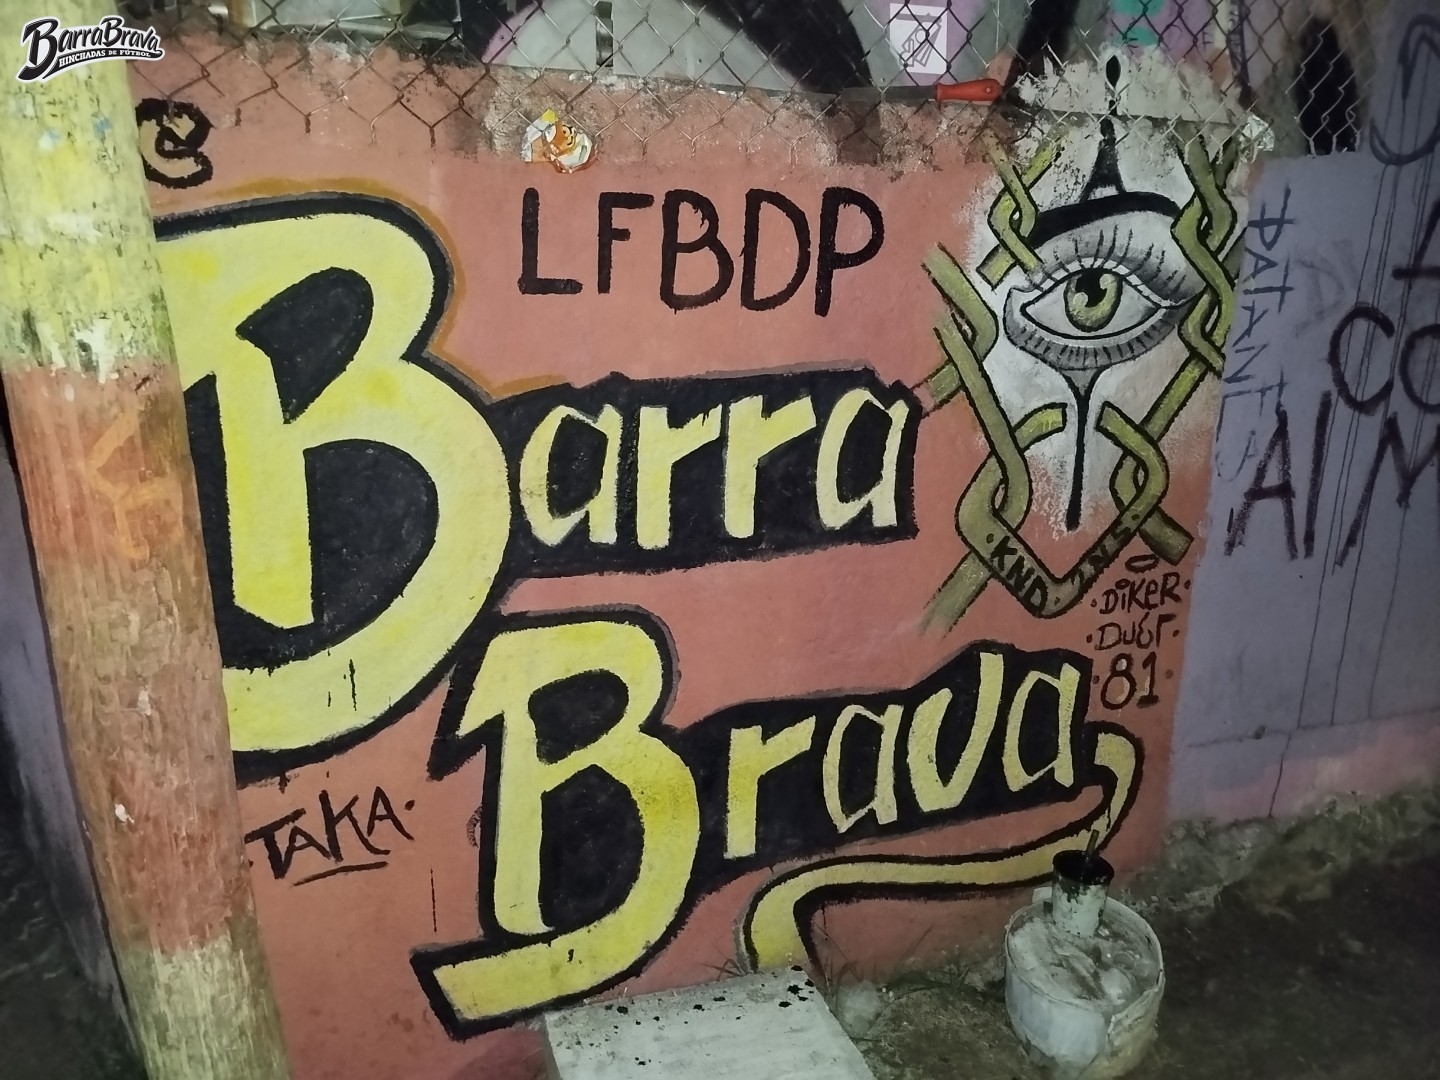 BarraBrava
HINCHADAS DE FÚTBOL
LFBDP
Barra
Brava
KND
DiKER
81
TAKA